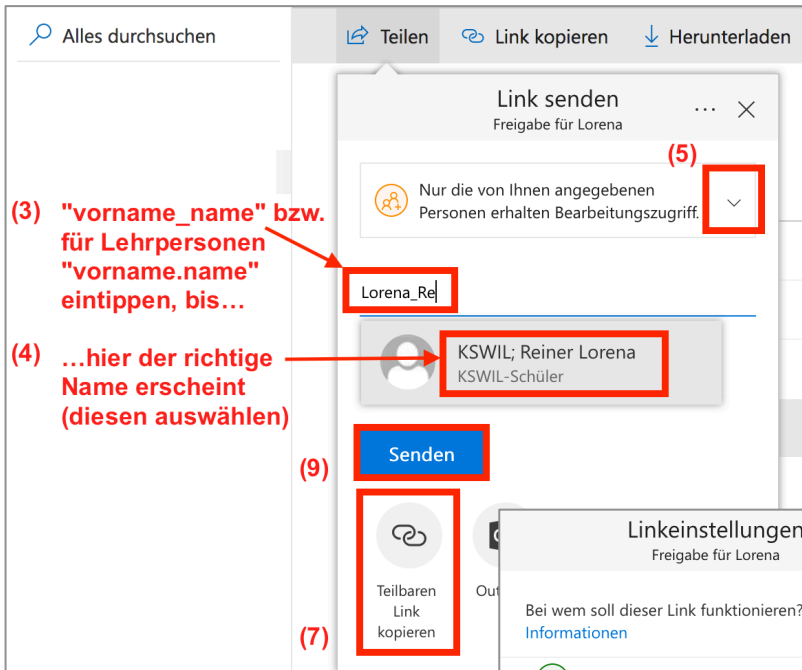 Alles durchsuchen
Teilen
Link kopieren
Herunterladen
Link senden
Freigabe für Lorena
(5)
Nur die von Ihnen angegebenen
Personen erhalten Bearbeitungszugriff.
(3) "vorname_name" bzw.
für Lehrpersonen
"vorname.name"
eintippen, bis…
Lorena_Re
(4) …hier der richtige
Name erscheint
(diesen auswählen)
KSWIL; Reiner Lorena
KSWIL-Schüler
(9)
Senden
(7)
Teilbaren
Link
kopieren
Linkeinstellungen
Freigabe für Lorena
Bei wem soll dieser Link funktionieren?
Informationen